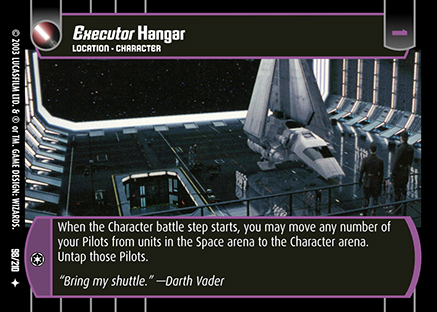 Executor Hangar
LOCATION - CHARACTER
1
When the Character battle step starts, you may move any number
of your Pilots from units in the Space arena to the Character arena.
Untap those Pilots.
"Bring my shuttle." —Darth Vader
© 2003 LUCASFILM LTD. & ® or TM. GAME DESIGN: WIZARDS.
98/210